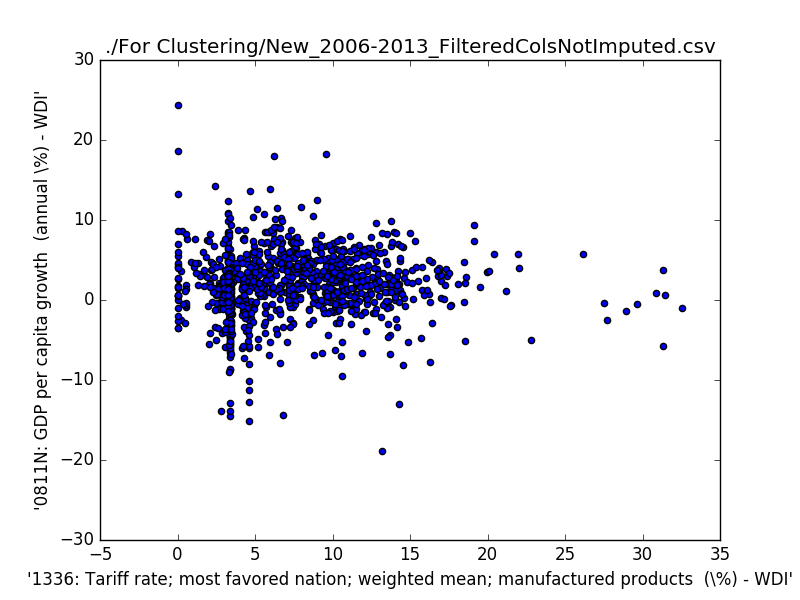 ./For Clustering/New_2006-2013_FilteredColsNotImputed.csv
30
20
10
0
−10
−20
−30
'0811N: GDP per capita growth  (annual \%) - WDI'
−5 0 5 10 15 20 25 30 35
'1336: Tariff rate; most favored nation; weighted mean; manufactured products  (\%) - WDI'